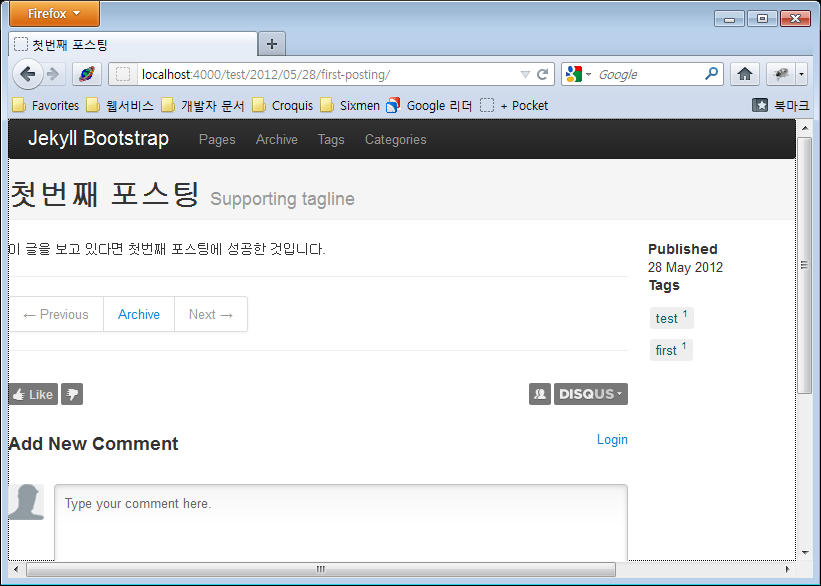 Firefox
첫번째 포스팅
localhost:4000/test/2012/05/28/first-posting/
Google
Favorites 웹서비스 개발자 문서 Croquis Sixmen Google 리더 + Pocket 북마크
Jekyll Bootstrap Pages Archive Tags Categories
첫번째 포스팅 Supporting tagline
이 글을 보고 있다면 첫번째 포스팅에 성공한 것입니다.
Published
28 May 2012
Tags
test 1
first 1
← Previous Archive Next →
Like DISQUS
Add New Comment Login
Type your comment here.